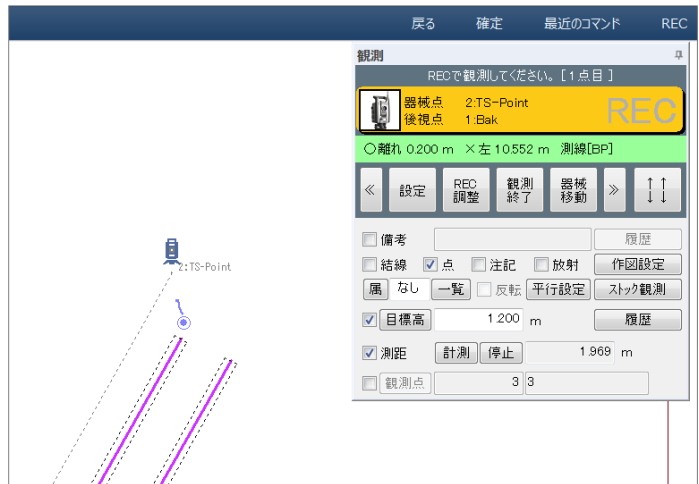 戻る 確定 最近のコマンド REC
観測
RECで観測してください。[1点目]
器械点 2:TS-Point
後視点 1:Bak
REC
○離れ 0.200 m ×左 10.552 m 測線[BP]
≪ 設定 REC調整 観測終了 器械移動 ≫ ↑↑↓↓
備考 履歴
結線 点 注記 放射 作図設定
属 なし 一覧 反転 平行設定 ストック観測
目標高 1.200 m 履歴
測距 計測 停止 1.969 m
観測点 3 3
2:TS-Point